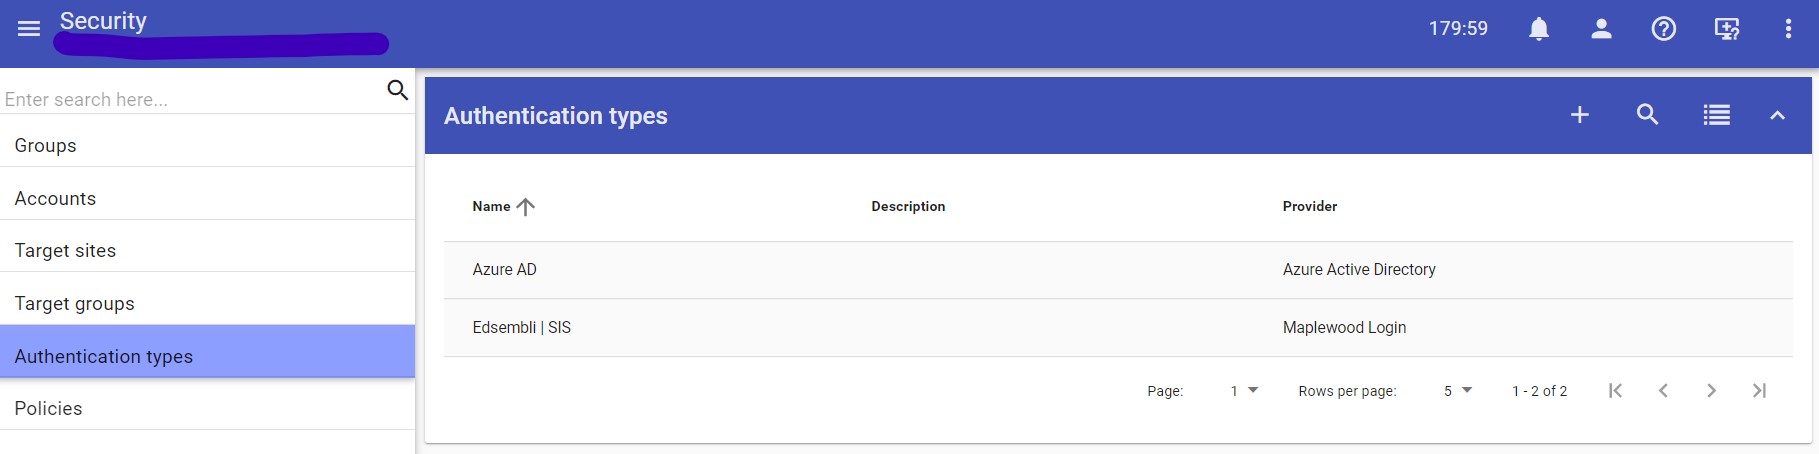 Security
179:59
Enter search here...
Groups
Accounts
Target sites
Target groups
Authentication types
Policies
Authentication types
Name Description Provider
Azure AD Azure Active Directory
Edsembli | SIS Maplewood Login
Page: 1 Rows per page: 5 1 - 2 of 2